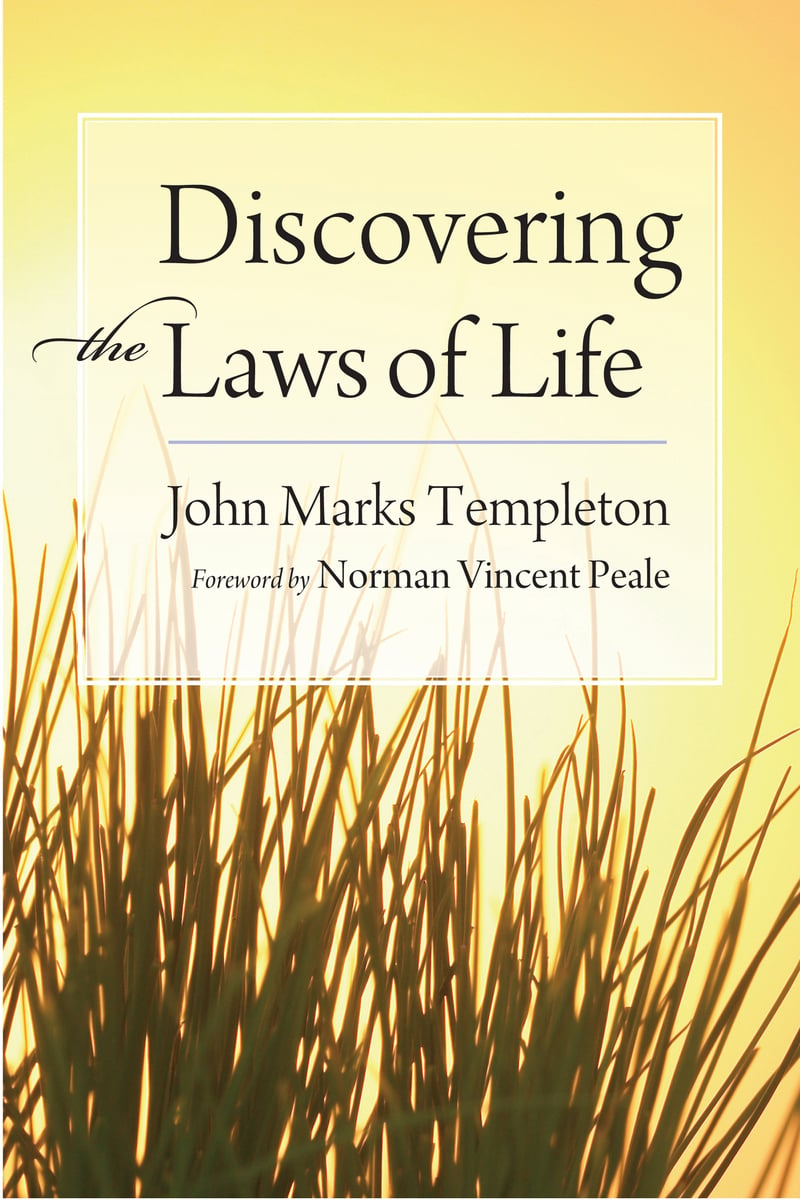 Discovering
the Laws of Life
John Marks Templeton
Foreword by Norman Vincent Peale